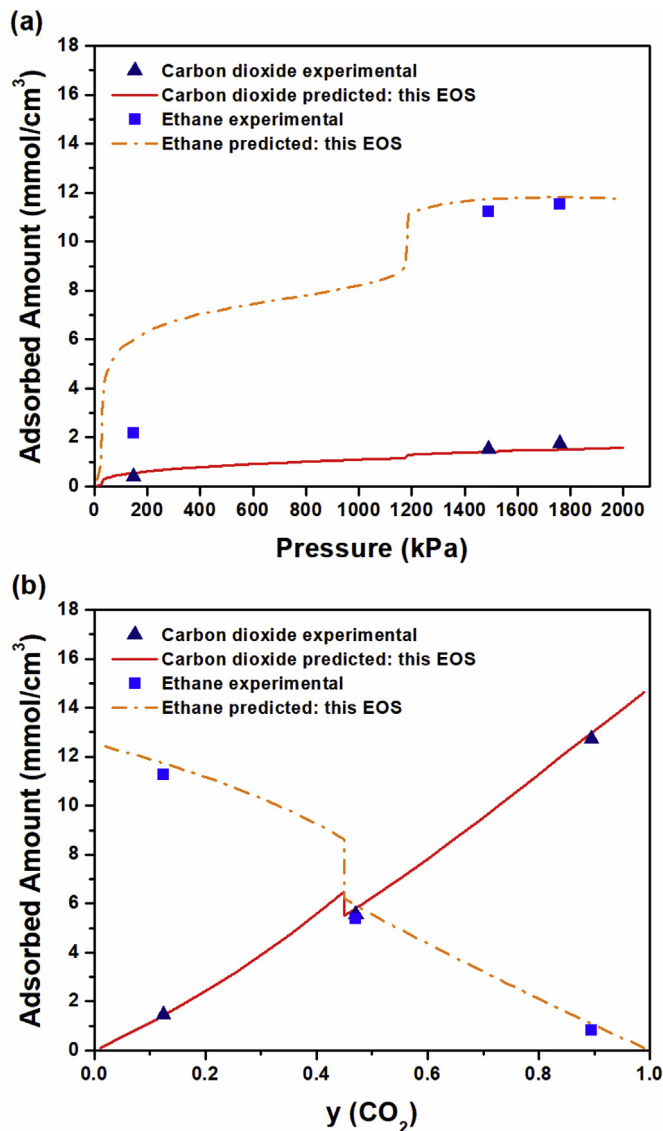 (a)
18
16
14
12
10
8
6
4
2
0
Adsorbed Amount (mmol/cm³)
Carbon dioxide experimental
Carbon dioxide predicted: this EOS
Ethane experimental
Ethane predicted: this EOS
0 200 400 600 800 1000 1200 1400 1600 1800 2000
Pressure (kPa)
(b)
18
16
14
12
10
8
6
4
2
0
Adsorbed Amount (mmol/cm³)
Carbon dioxide experimental
Carbon dioxide predicted: this EOS
Ethane experimental
Ethane predicted: this EOS
0.0 0.2 0.4 0.6 0.8 1.0
y (CO₂)